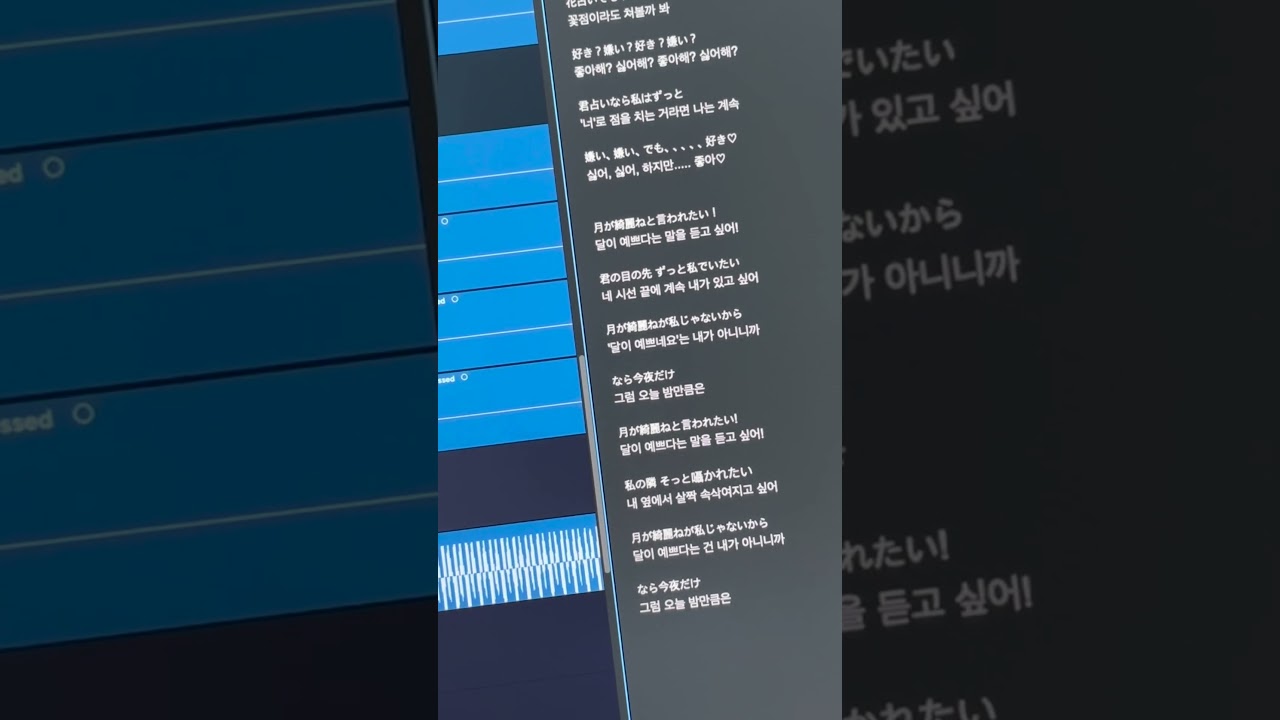 꽃점이라도 쳐볼까 봐
好き？嫌い？好き？嫌い？
좋아해? 싫어해? 좋아해? 싫어해?
君占いなら私はずっと
'너'로 점을 치는 거라면 나는 계속
嫌い、嫌い、でも、、、、、好き♡
싫어, 싫어, 하지만..... 좋아♡
月が綺麗ねと言われたい！
달이 예쁘다는 말을 듣고 싶어!
君の目の先 ずっと私でいたい
네 시선 끝에 계속 내가 있고 싶어
月が綺麗ねが私じゃないから
'달이 예쁘네요'는 내가 아니니까
なら今夜だけ
그럼 오늘 밤만큼은
月が綺麗ねと言われたい!
달이 예쁘다는 말을 듣고 싶어!
私の隣 そっと囁かれたい
내 옆에서 살짝 속삭여지고 싶어
月が綺麗ねが私じゃないから
달이 예쁘다는 건 내가 아니니까
なら今夜だけ
그럼 오늘 밤만큼은